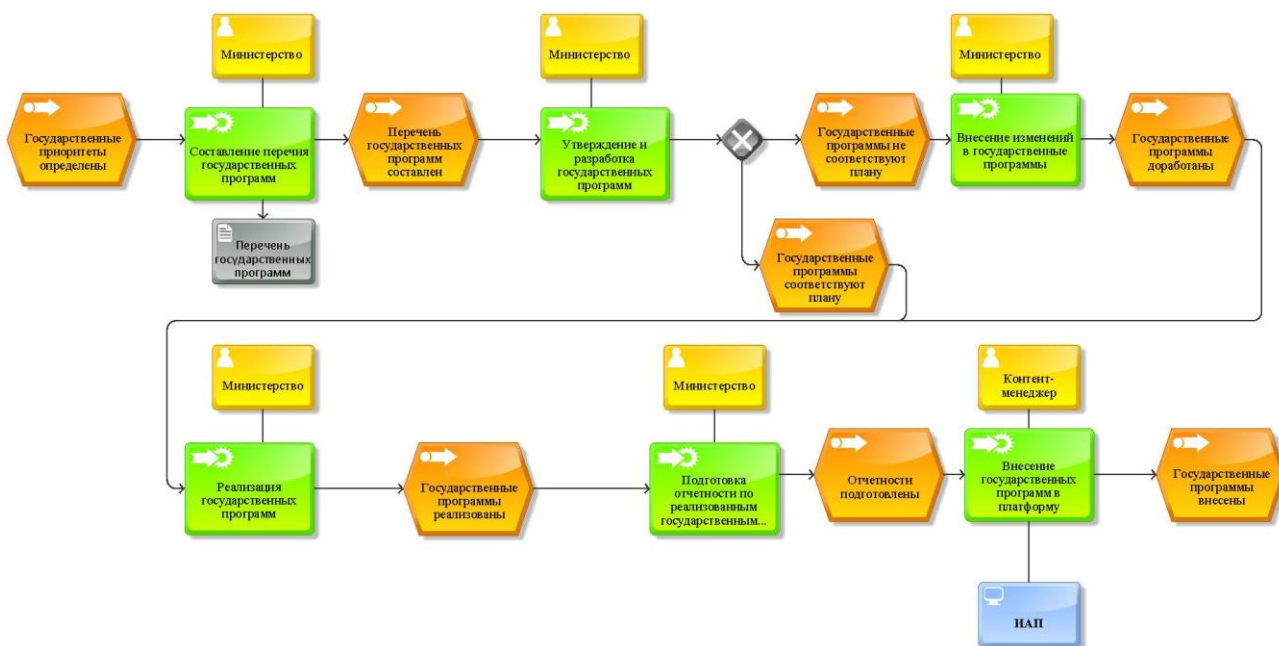 Министерство
Министерство
Министерство
Государственные
приоритеты
определены
Составление перечня
государственных
программ
Перечень
государственных
программ
составлен
Утверждение и
разработка
государственных
программ
Государственные
программы не
соответствуют
плану
Внесение изменений
в государственные
программы
Государственные
программы
доработаны
Перечень
государственных
программ
Государственные
программы
соответствуют
плану
Министерство
Министерство
Контент-
менеджер
Реализация
государственных
программ
Государственные
программы
реализованы
Подготовка
отчетности по
реализованным
государственным...
Отчетности
подготовлены
Внесение
государственных
программ в
платформу
Государственные
программы
внесены
ИАП